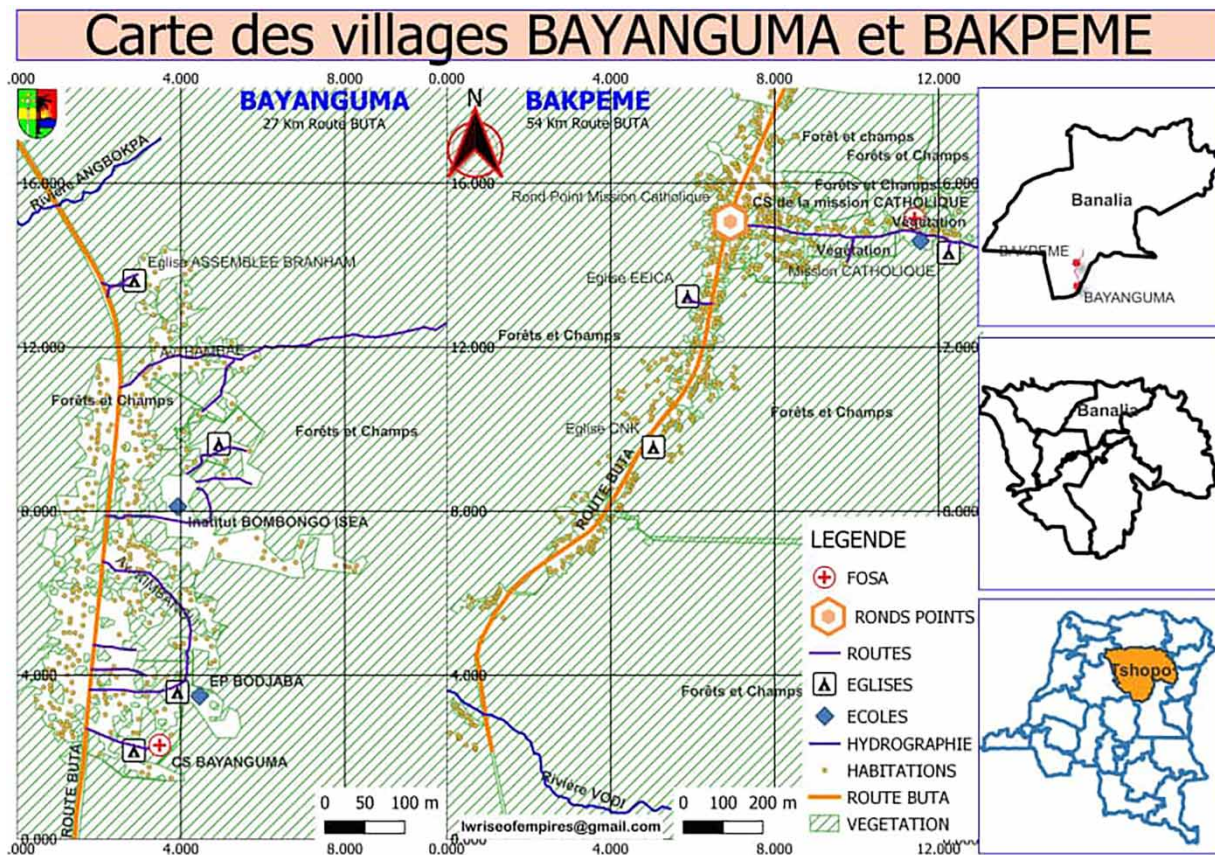 Carte des villages BAYANGUMA et BAKPEME
.000 4.000 8.000 0.000 4.000 8.000 12.000
BAYANGUMA
27 Km Route BUTA
Rivière ANGBOKPA
16.000
Eglise ASSEMBLEE BRANHAM
12.000
Forêts et Champs
Forêts et Champs
8.000
Institut BOMBONGO ISEA
4.000
EP BODJABA
CS BAYANGUMA
ROUTE BUTA
0.000
0 50 100 m
.000 4.000 8.000
N
BAKPEME
54 Km Route BUTA
Forêt et champs
Forêts et Champs
16.000
Forêts et Champs
6.000
Rond Point Mission Catholique
CS de la mission CATHOLIQUE
Végétation
Végétation
Mission CATHOLIQUE
Eglise EEICA
Forêts et Champs
12.000
2.000
Forêts et Champs
Eglise CNK
ROUTE BUTA
8.000
8.000
4.000
Forêts et Champs
Rivière VODI
lwriseofempires@gmail.com
0 100 200 m
0.000 4.000 8.000 12.000
LEGENDE
FOSA
RONDS POINTS
ROUTES
EGLISES
ECOLES
HYDROGRAPHIE
HABITATIONS
ROUTE BUTA
VEGETATION
Banalia
BAKPEME
BAYANGUMA
Banalia
Tshopo